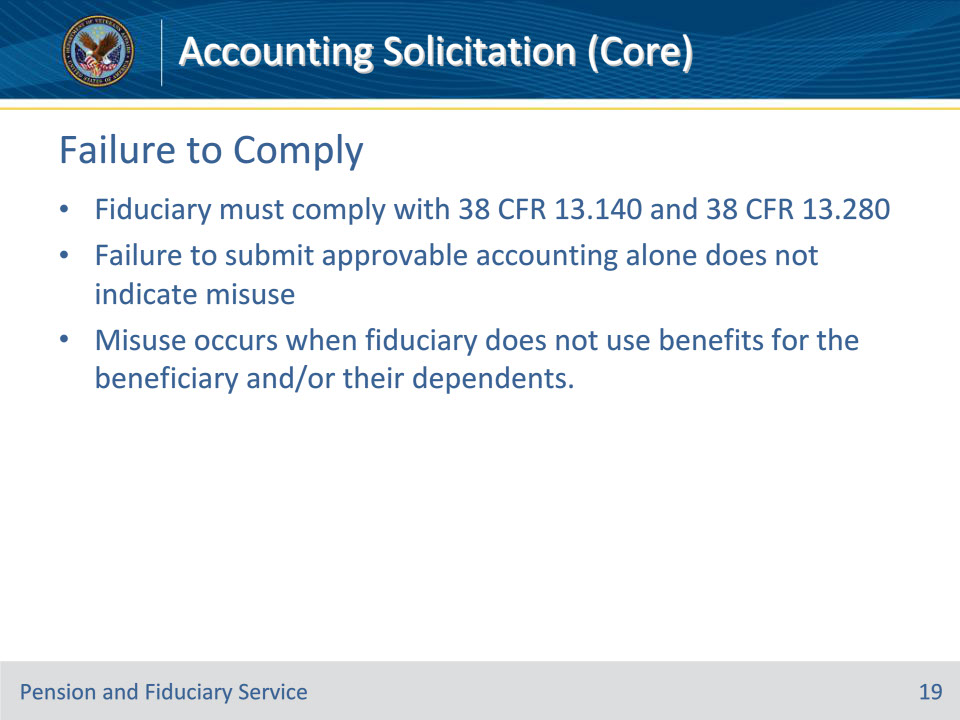 Accounting Solicitation (Core)
Failure to Comply
• Fiduciary must comply with 38 CFR 13.140 and 38 CFR 13.280
• Failure to submit approvable accounting alone does not
indicate misuse
• Misuse occurs when fiduciary does not use benefits for the
beneficiary and/or their dependents.
Pension and Fiduciary Service
19